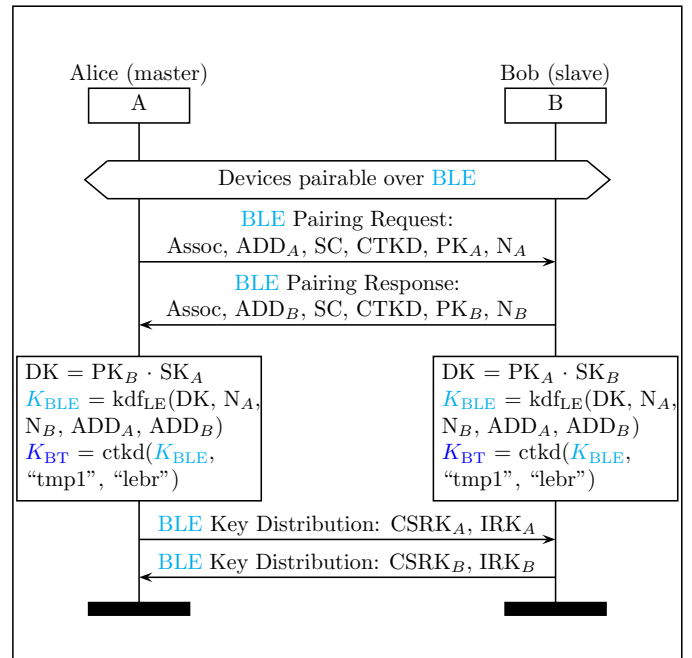 Alice (master)
Bob (slave)
A
B
Devices pairable over BLE
BLE Pairing Request:
Assoc, ADD_A, SC, CTKD, PK_A, N_A
BLE Pairing Response:
Assoc, ADD_B, SC, CTKD, PK_B, N_B
DK = PK_B · SK_A
K_BLE = kdf_LE(DK, N_A,
N_B, ADD_A, ADD_B)
K_BT = ctkd(K_BLE,
“tmp1”, “lebr”)
DK = PK_A · SK_B
K_BLE = kdf_LE(DK, N_A,
N_B, ADD_A, ADD_B)
K_BT = ctkd(K_BLE,
“tmp1”, “lebr”)
BLE Key Distribution: CSRK_A, IRK_A
BLE Key Distribution: CSRK_B, IRK_B